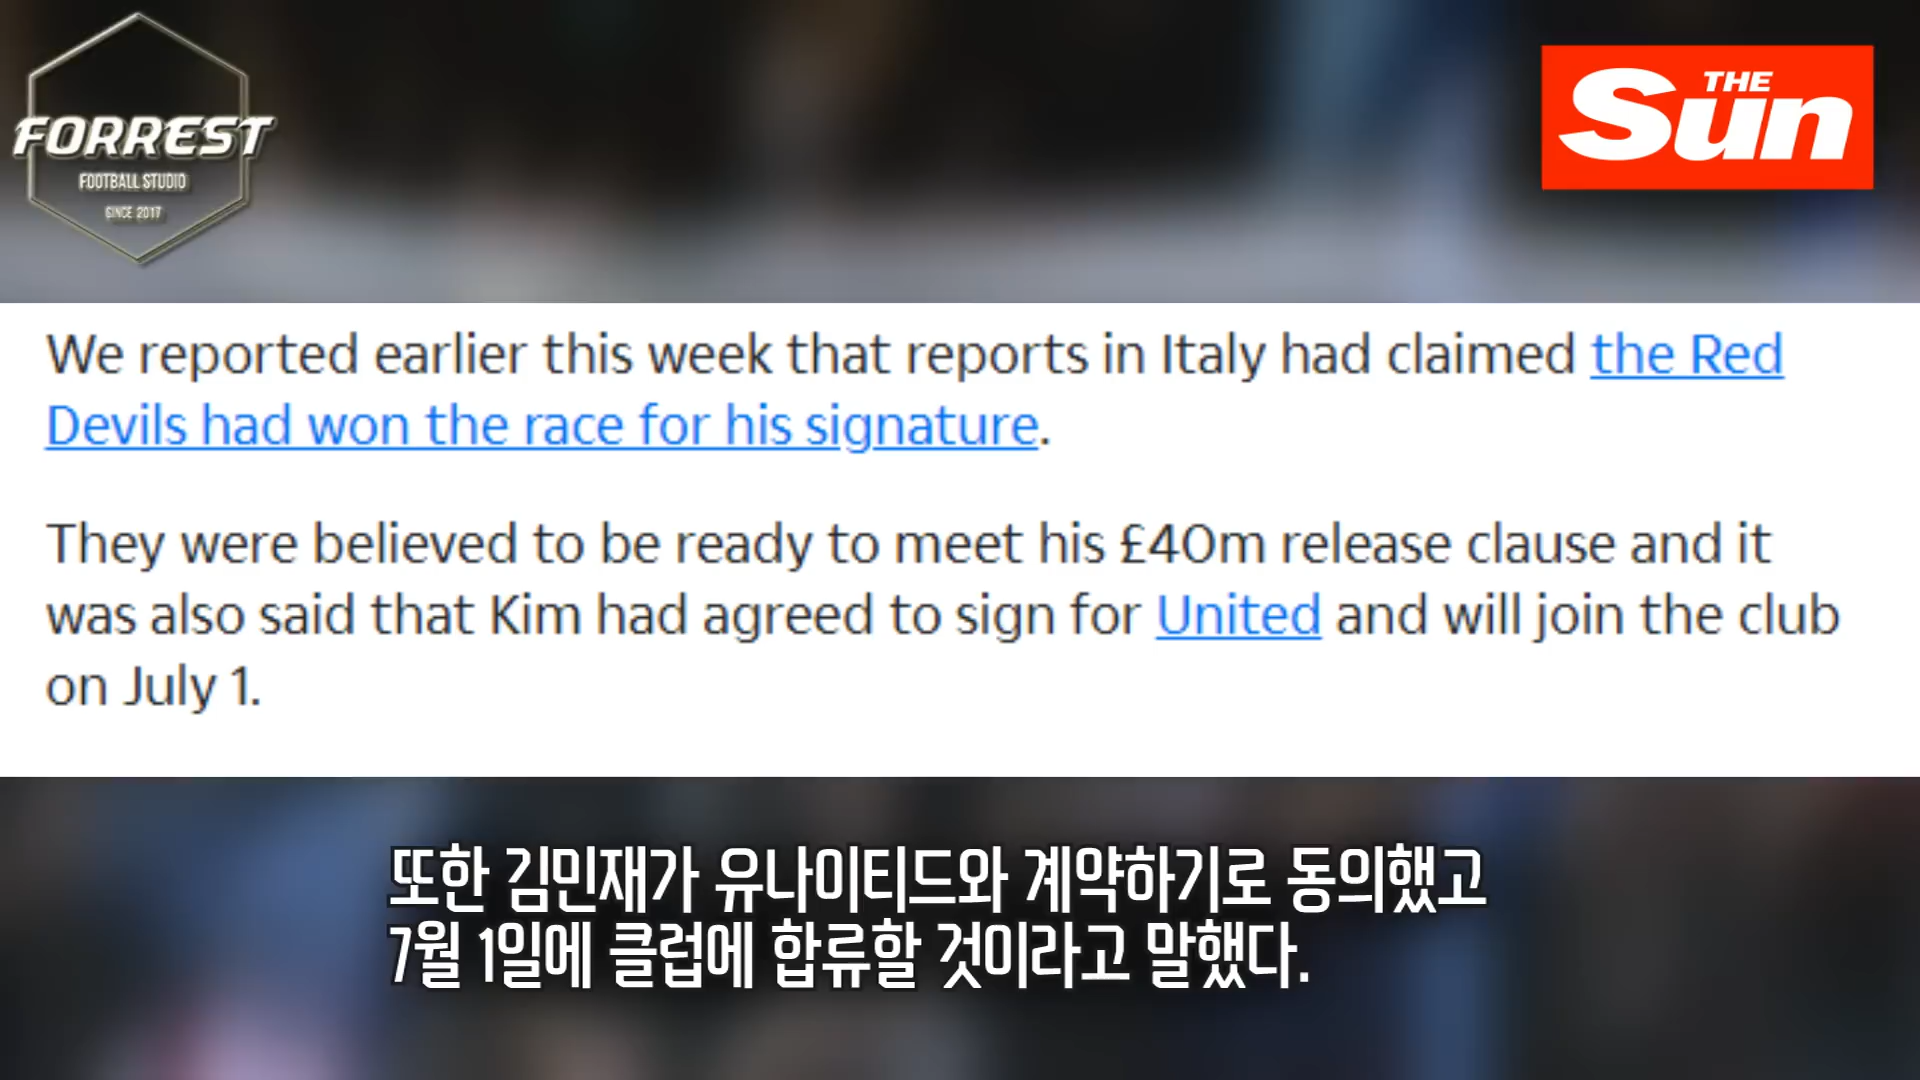 FORREST
FOOTBALL STUDIO
SINCE 2017
THE
Sun
We reported earlier this week that reports in Italy had claimed the Red
Devils had won the race for his signature.
They were believed to be ready to meet his £40m release clause and it
was also said that Kim had agreed to sign for United and will join the club
on July 1.
또한 김민재가 유나이티드와 계약하기로 동의했고
7월 1일에 클럽에 합류할 것이라고 말했다.